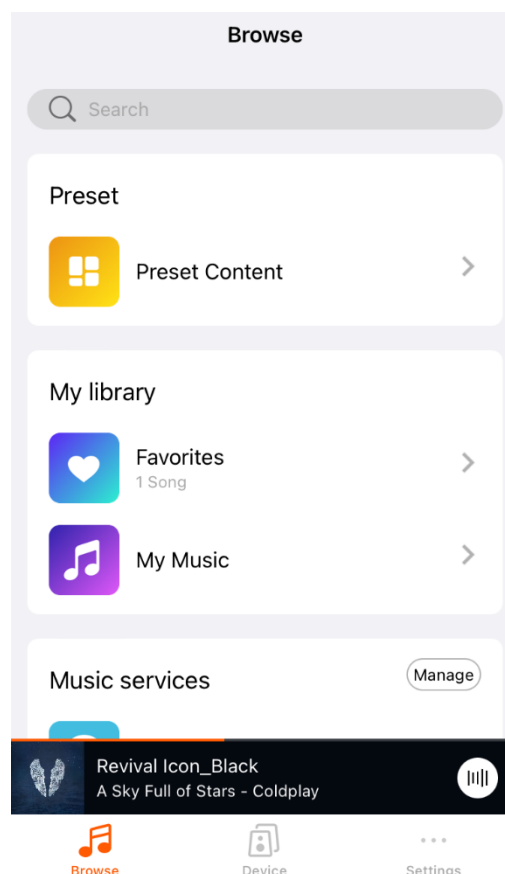 Browse
Search
Preset
Preset Content
My library
Favorites
1 Song
My Music
Music services
Manage
Revival Icon_Black
A Sky Full of Stars - Coldplay
Browse
Device
Settings